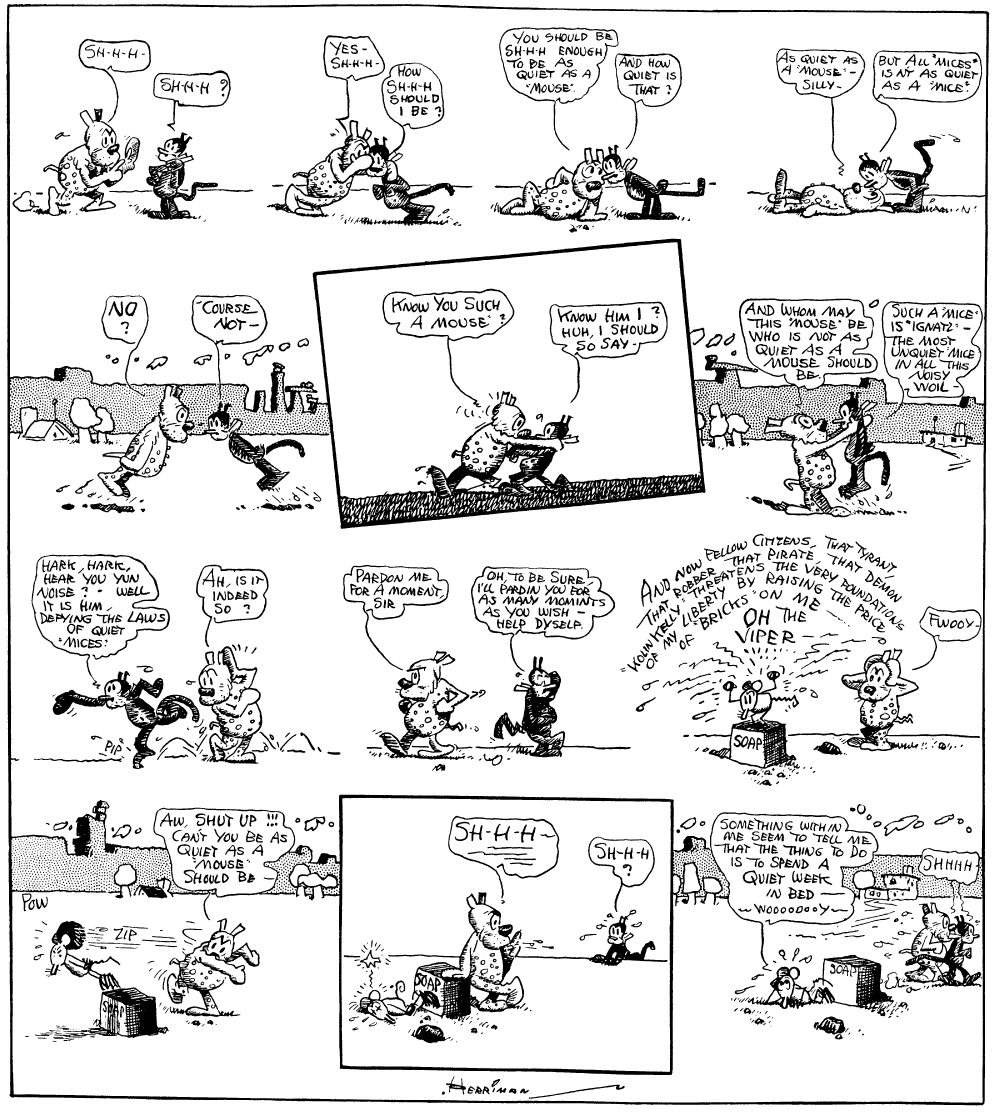 SH-H-H-
SH-H-H ?
YES-
SH-H-H-
HOW
SH-H-H
SHOULD
I BE ?
YOU SHOULD BE
SH-H-H ENOUGH
TO BE AS
QUIET AS A
"MOUSE".
AND HOW
QUIET IS
THAT ?
AS QUIET AS
A "MOUSE"-
SILLY-
BUT ALL "MICES"
IS NT AS QUIET
AS A "MICE".
NO
?
'COURSE
NOT-
KNOW YOU SUCH
A "MOUSE" ?
KNOW HIM I ?
HUH, I SHOULD
SO SAY-
AND WHOM MAY
THIS "MOUSE" BE
WHO IS NOT AS
QUIET AS A
MOUSE SHOULD
BE
SUCH A "MICE"
IS "IGNATZ"-
THE MOST
UNQUIET "MICE"
IN ALL THIS
NOISY
WOIL
HARK, HARK,
HEAR YOU YUN
NOISE ? - WELL
IT IS HIM,
DEFYING THE LAWS
OF QUIET
"MICES".
AH, IS IT
INDEED
SO ?
PIP
PARDON ME
FOR A MOMENT,
SIR
OH, TO BE SURE,
I'LL PARDIN YOU FOR
AS MANY MOMINTS
AS YOU WISH -
HELP DYSELF.
AND NOW FELLOW CITIZENS, THAT TYRANT,
THAT ROBBER, THAT PIRATE, THAT DEMON,
"KOLIN KELLY" THREATENS THE VERY FOUNDATIONS
OF MY LIBERTY BY RAISING THE PRICE
OF "BRICKS" ON ME
OH THE
VIPER-
SOAP
FWOOY-
AW, SHUT UP !!!
CAN'T YOU BE AS
QUIET AS A
"MOUSE"
SHOULD BE-
POW
ZIP
SOAP
SH-H-H-
SH-H-H
?
SOAP
SOMETHING WITHIN
ME SEEM TO TELL ME
THAT THE THING TO DO
IS TO SPEND A
QUIET WEEK
IN BED
-WOOOOOOY-
SHHHH
SOAP
HERRIMAN